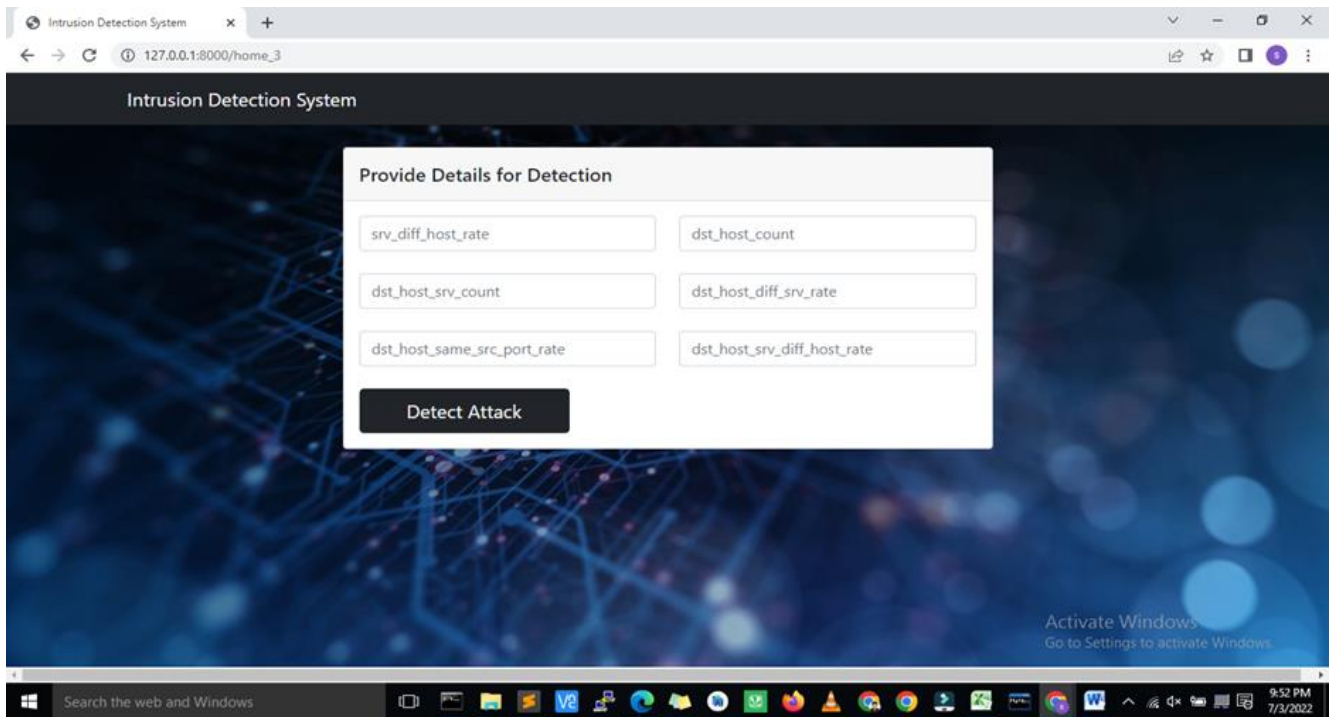 Intrusion Detection System
127.0.0.1:8000/home_3
S
Intrusion Detection System
Provide Details for Detection
srv_diff_host_rate dst_host_count
dst_host_srv_count dst_host_diff_srv_rate
dst_host_same_src_port_rate dst_host_srv_diff_host_rate
Detect Attack
Activate Windows
Go to Settings to activate Windows.
Search the web and Windows
9:52 PM
7/3/2022